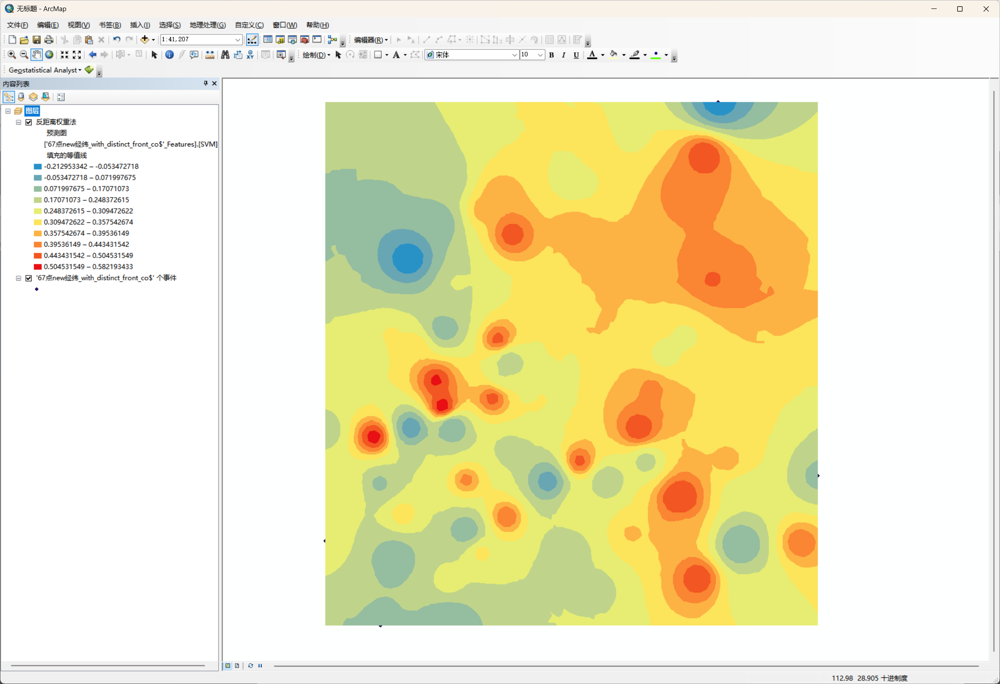 无标题 - ArcMap
文件(F) 编辑(E) 视图(V) 书签(B) 插入(I) 选择(S) 地理处理(G) 自定义(C) 窗口(W) 帮助(H)
1:41,207 编辑器(R)
绘制(D) A 宋体 10 B I U A
Geostatistical Analyst
内容列表
图层
反距离权重法
预测图
['67点new经纬_with_distinct_front_co$'_Features].[SVM]
填充的等值线
-0.212953342 – -0.053472718
-0.053472718 – 0.071997675
0.071997675 – 0.17071073
0.17071073 – 0.248372615
0.248372615 – 0.309472622
0.309472622 – 0.357542674
0.357542674 – 0.39536149
0.39536149 – 0.443431542
0.443431542 – 0.504531549
0.504531549 – 0.582193433
'67点new经纬_with_distinct_front_co$' 个事件
112.98 28.905 十进制度